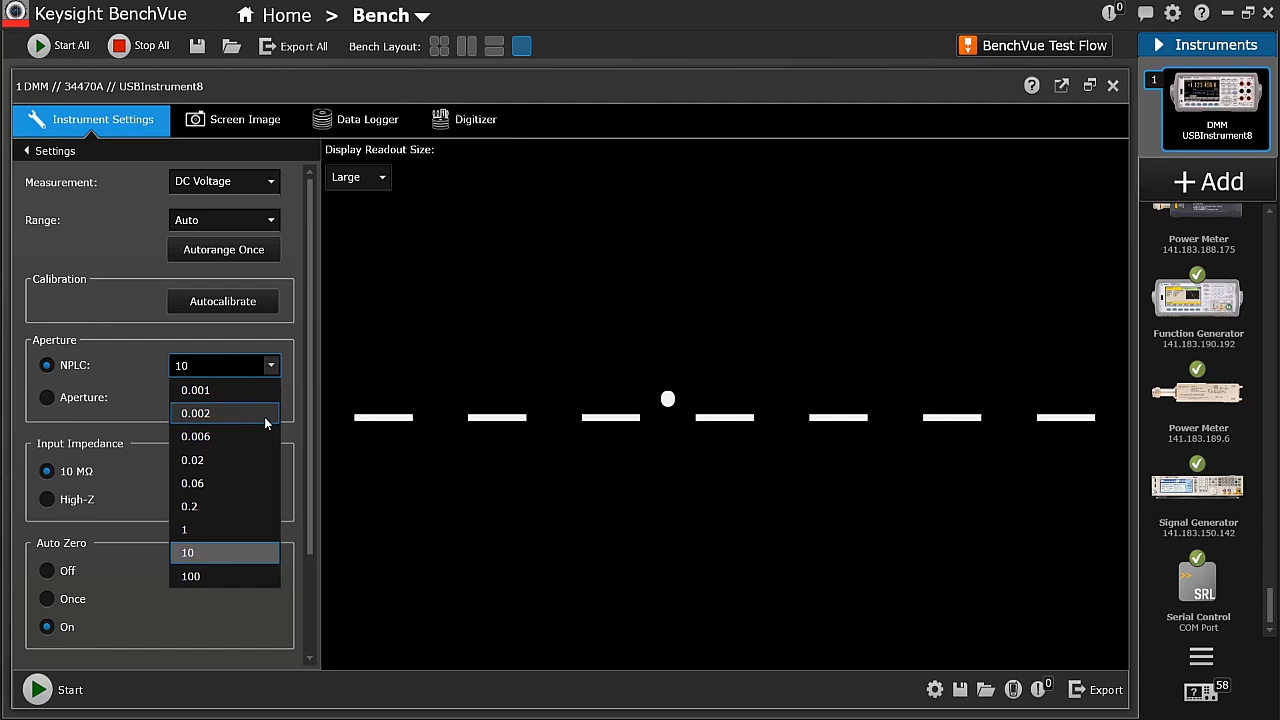 Keysight BenchVue
Home > Bench
0
Start All
Stop All
Export All
Bench Layout:
BenchVue Test Flow
Instruments
1 DMM // 34470A // USBInstrument8
Instrument Settings
Screen Image
Data Logger
Digitizer
Settings
Measurement:
DC Voltage
Range:
Auto
Autorange Once
Calibration
Autocalibrate
Aperture
NPLC:
10
0.001
Aperture:
0.002
0.006
Input Impedance
0.02
10 MΩ
0.06
High-Z
0.2
1
Auto Zero
10
Off
100
Once
On
Display Readout Size:
Large
Start
0
Export
1
DMM
USBInstrument8
+ Add
Power Meter
141.183.188.175
Function Generator
141.183.190.192
Power Meter
141.183.189.6
Signal Generator
141.183.150.142
SRL
Serial Control
COM Port
?
58